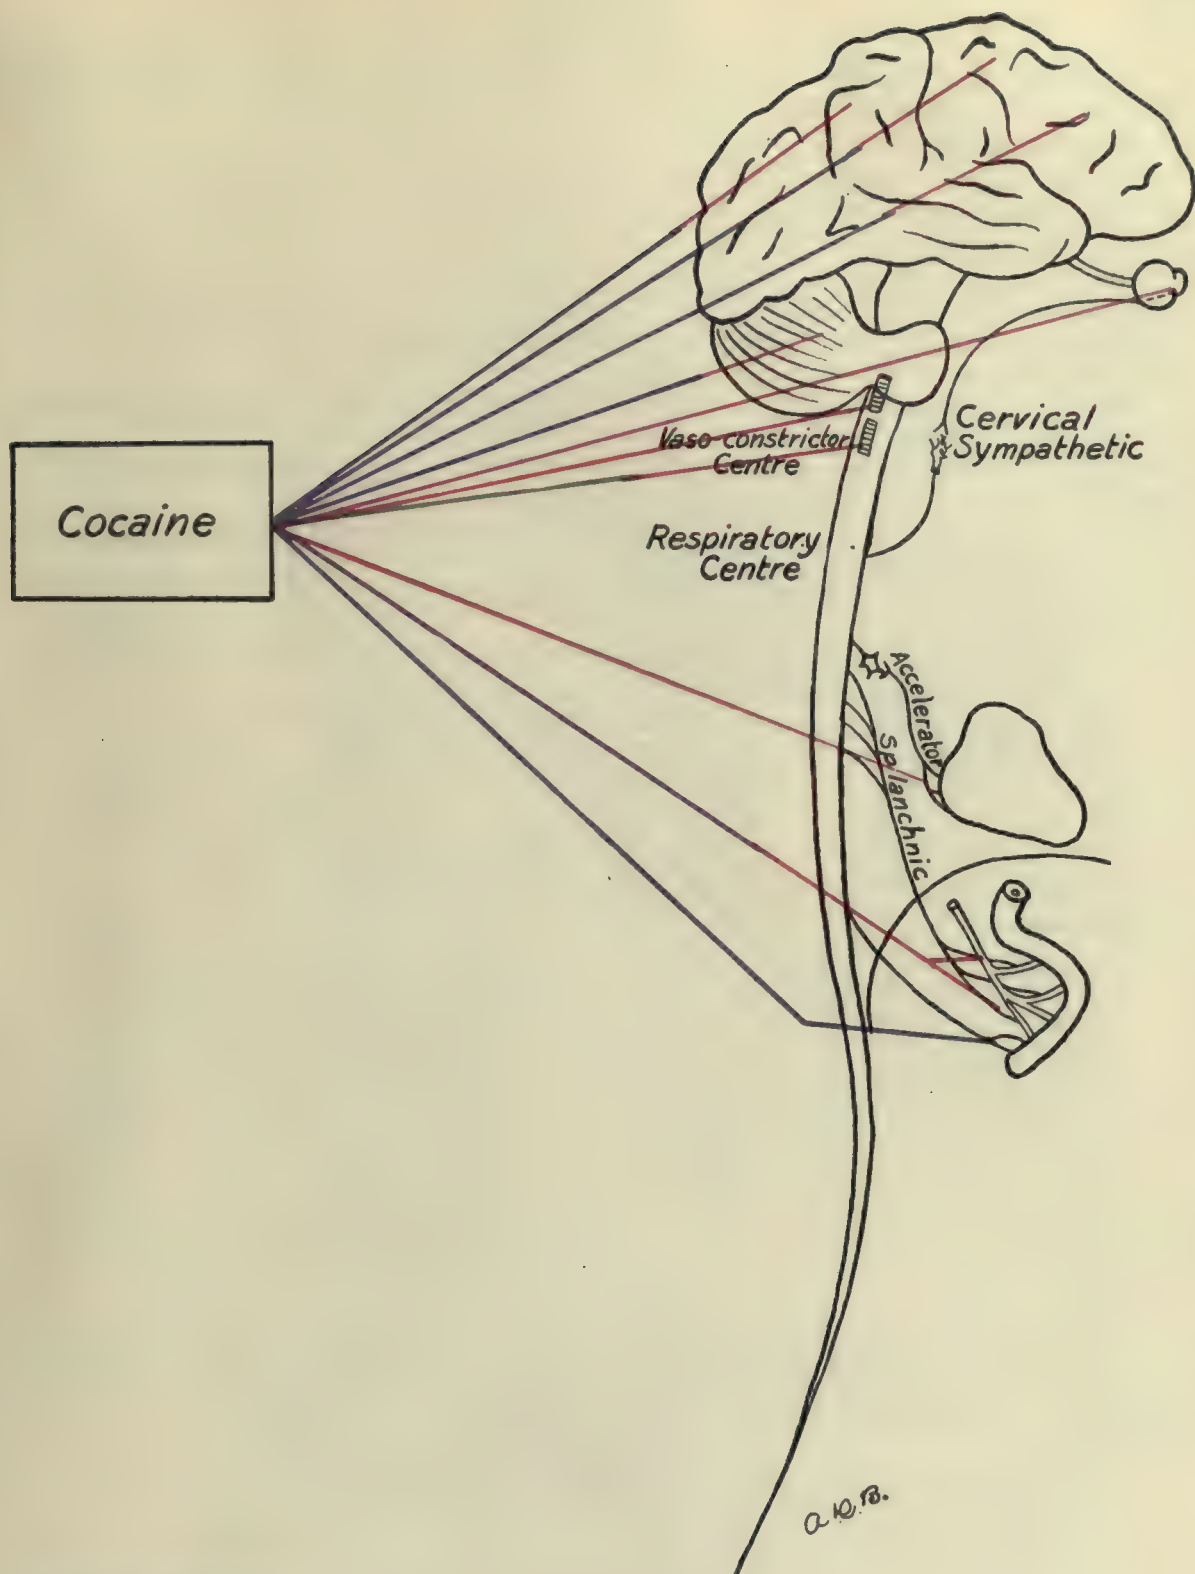 Cocaine
Vaso constrictor
Centre
Cervical
Sympathetic
Respiratory
Centre
Accelerator
Splanchnic